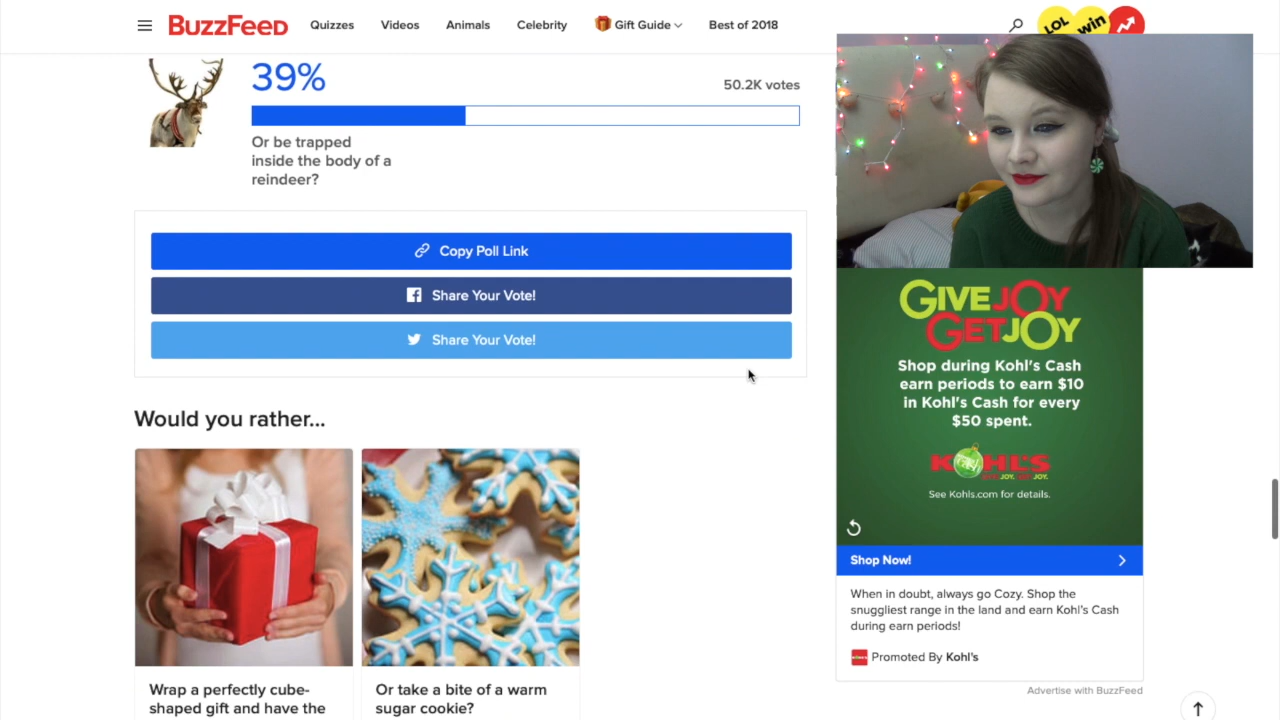 BuzzFeed
Quizzes
Videos
Animals
Celebrity
Gift Guide
Best of 2018
LOL
win
39%
50.2K votes
Or be trapped
inside the body of a
reindeer?
Copy Poll Link
Share Your Vote!
Share Your Vote!
Would you rather...
Wrap a perfectly cube-
shaped gift and have the
Or take a bite of a warm
sugar cookie?
GIVE JOY
GET JOY
Shop during Kohl's Cash
earn periods to earn $10
in Kohl's Cash for every
$50 spent.
KOHL'S
See Kohls.com for details.
Shop Now!
When in doubt, always go Cozy. Shop the
snuggliest range in the land and earn Kohl's Cash
during earn periods!
Promoted By Kohl's
Advertise with BuzzFeed